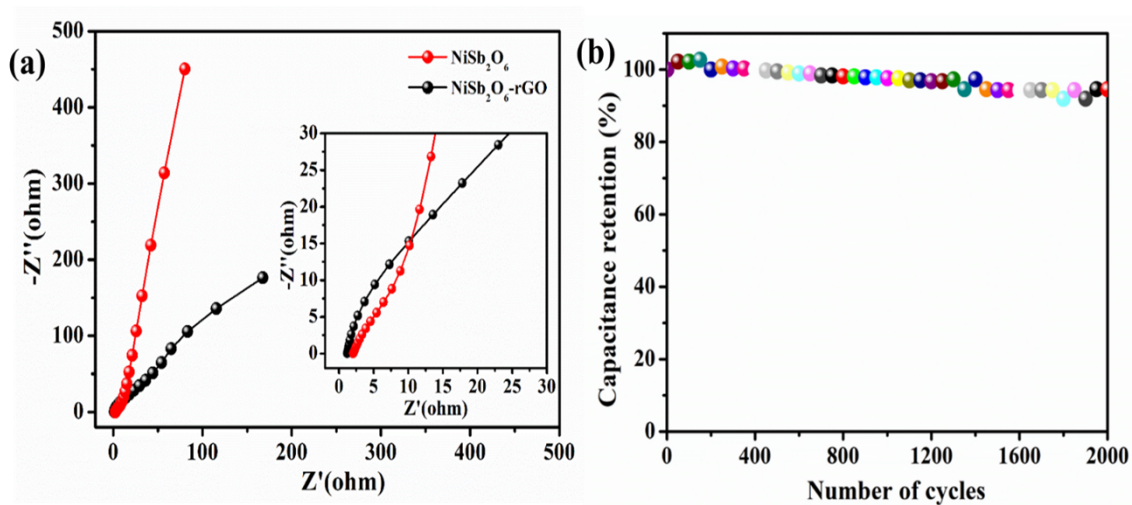 (a)
500
400
300
200
100
0
-Z''(ohm)
0 100 200 300 400 500
Z'(ohm)
NiSb₂O₆
NiSb₂O₆-rGO
30
25
20
15
10
5
0
-Z''(ohm)
0 5 10 15 20 25 30
Z'(ohm)
(b)
100
80
60
40
20
0
Capacitance retention (%)
0 400 800 1200 1600 2000
Number of cycles